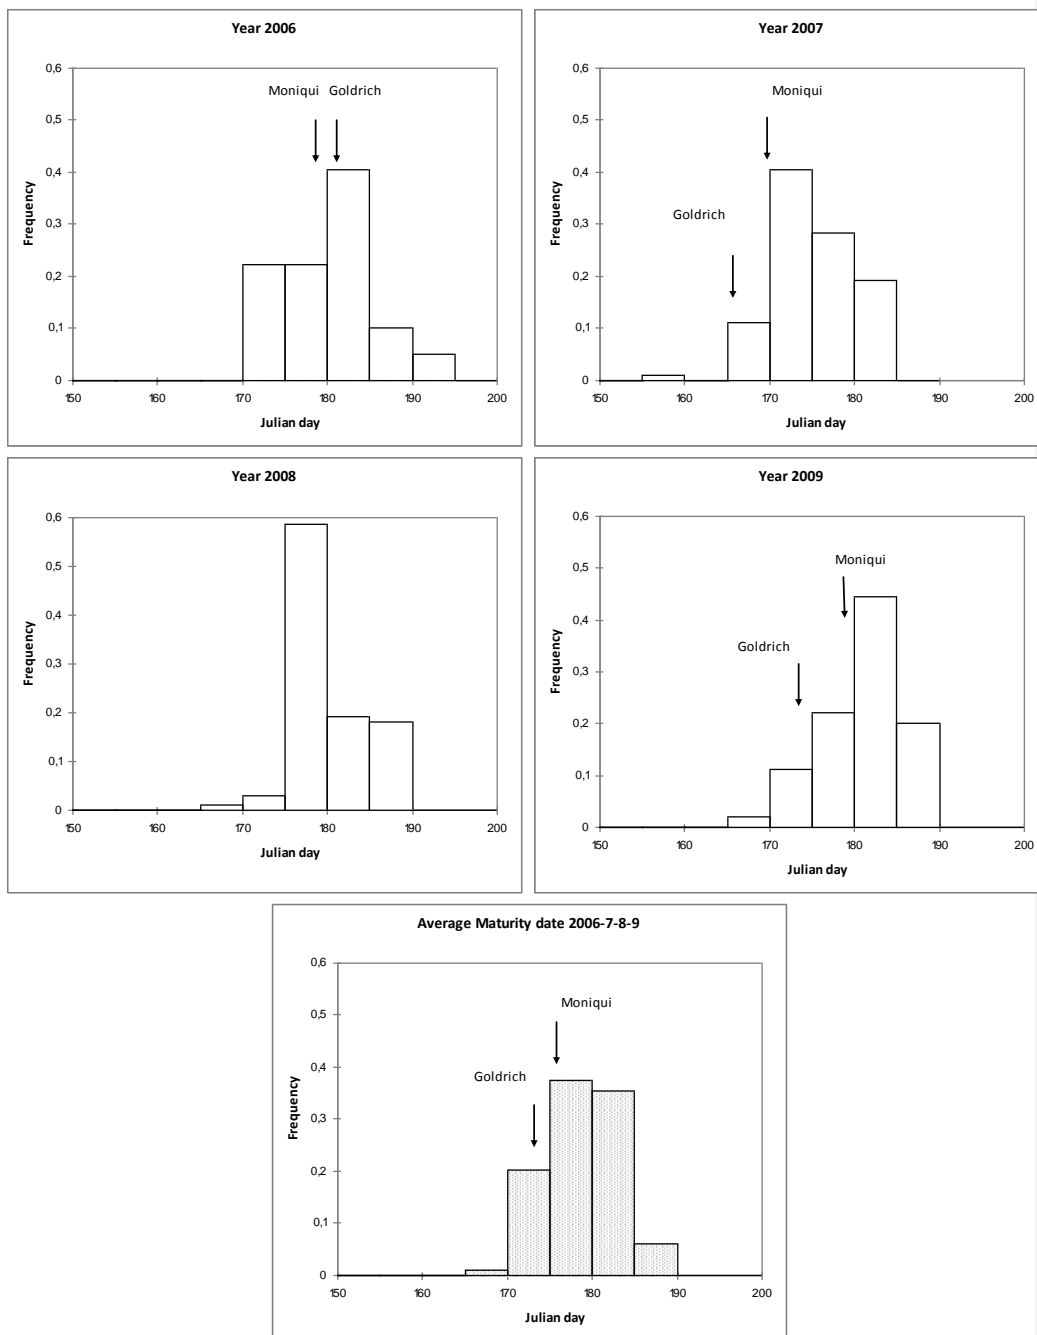 Year 2006
0,6
0,5
0,4
0,3
0,2
0,1
0
Frequency
Moniqui Goldrich
150 160 170 180 190 200
Julian day
Year 2007
0,6
0,5
0,4
0,3
0,2
0,1
0
Frequency
Moniqui
Goldrich
150 160 170 180 190 200
Julian day
Year 2008
0,6
0,5
0,4
0,3
0,2
0,1
0
Frequency
150 160 170 180 190 200
Julian day
Year 2009
0,6
0,5
0,4
0,3
0,2
0,1
0
Frequency
Moniqui
Goldrich
150 160 170 180 190 200
Julian day
Average Maturity date 2006-7-8-9
0,6
0,5
0,4
0,3
0,2
0,1
0
Frequency
Moniqui
Goldrich
150 160 170 180 190 200
Julian day